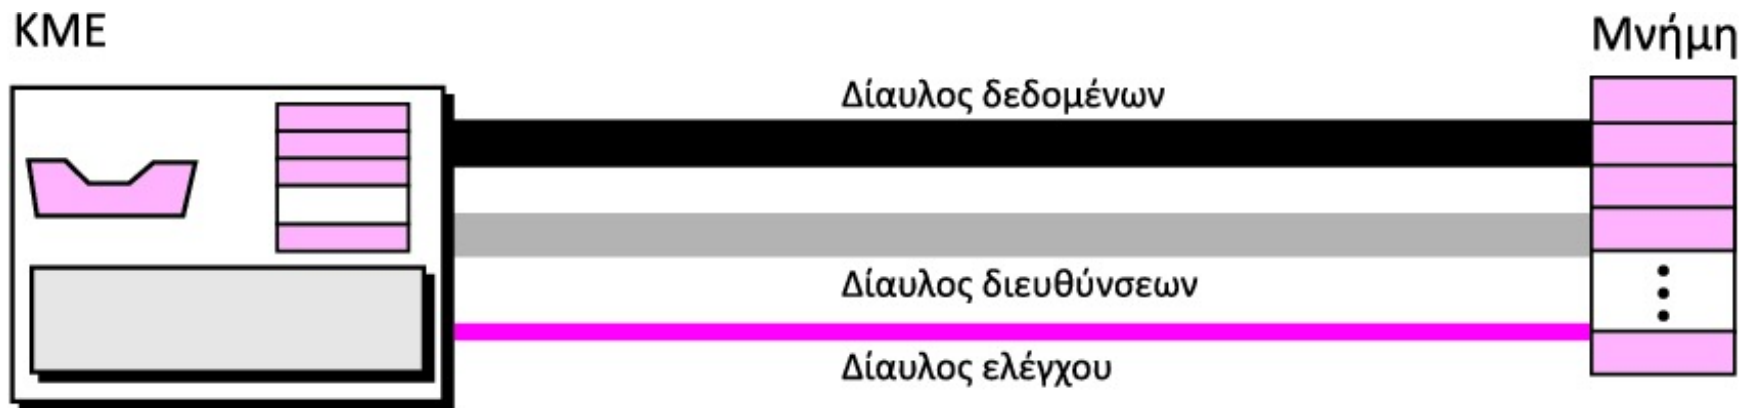 ΚΜΕ
Μνήμη
Δίαυλος δεδομένων
Δίαυλος διευθύνσεων
Δίαυλος ελέγχου